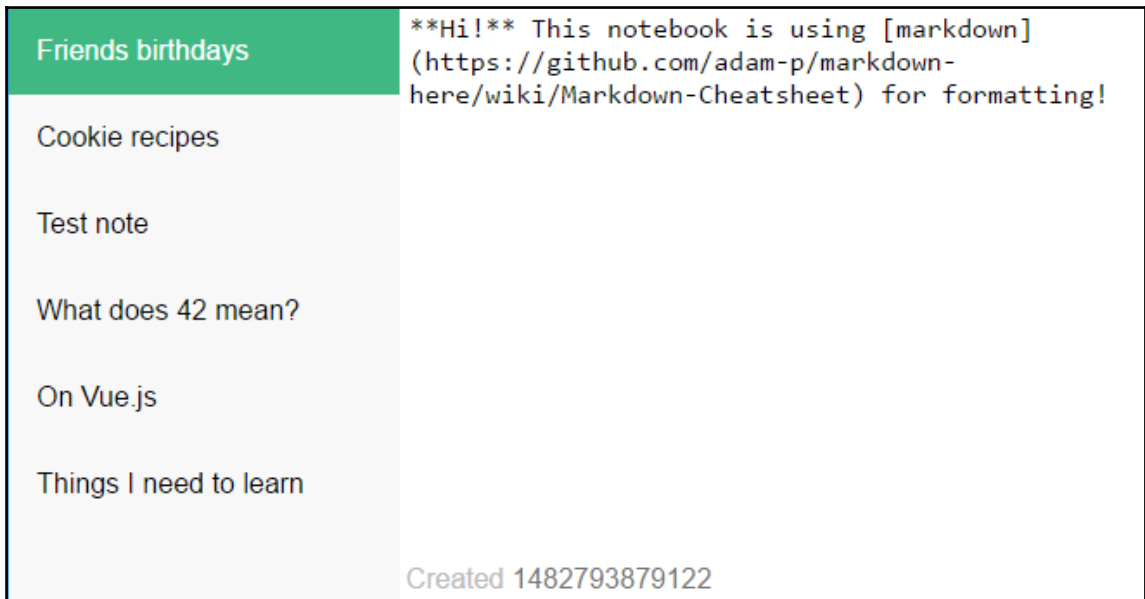 Friends birthdays
Cookie recipes
Test note
What does 42 mean?
On Vue.js
Things I need to learn
**Hi!** This notebook is using [markdown]
(https://github.com/adam-p/markdown-
here/wiki/Markdown-Cheatsheet) for formatting!
Created 1482793879122